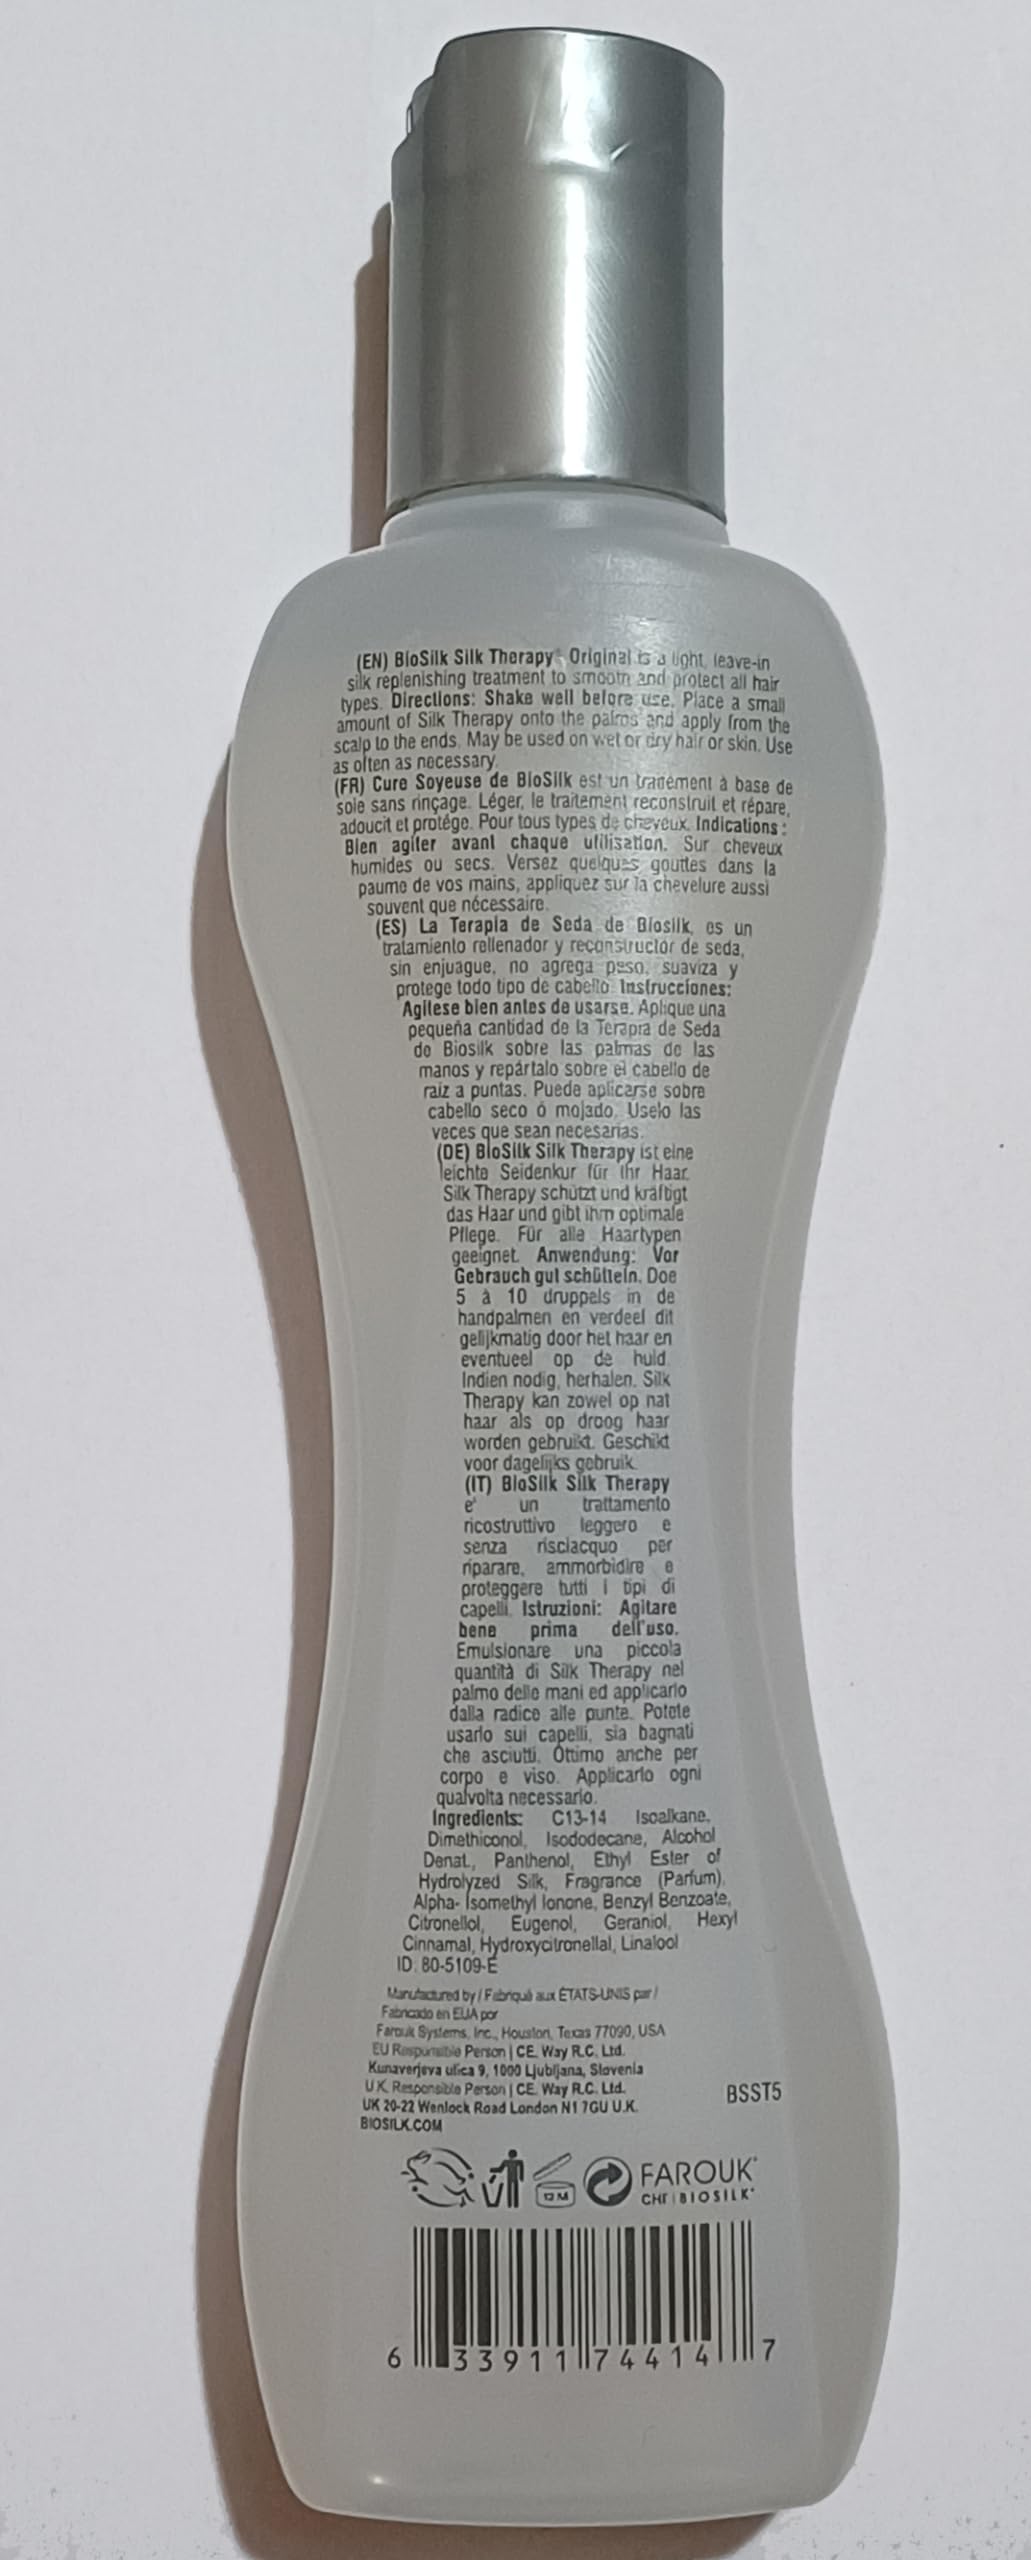 (EN) BioSilk Silk Therapy® Original is a light, leave-in
silk replenishing treatment to smooth and protect all hair
types. Directions: Shake well before use. Place a small
amount of Silk Therapy onto the palms and apply from the
scalp to the ends. May be used on wet or dry hair or skin. Use
as often as necessary.
(FR) Cure Soyeuse de BioSilk est un traitement à base de
soie sans rinçage. Léger, le traitement reconstruit et répare,
adoucit et protége. Pour tous types de cheveux. Indications :
Bien agiter avant chaque utilisation. Sur cheveux
humides ou secs. Versez quelques gouttes dans la
paume de vos mains, appliquez sur la chevelure aussi
souvent que nécessaire.
(ES) La Terapia de Seda de Biosilk, es un
tratamiento rellenador y reconstructor de seda,
sin enjuague, no agrega peso, suaviza y
protege todo tipo de cabello. Instrucciones:
Agitese bien antes de usarse. Aplique una
pequeña cantidad de la Terapia de Seda
de Biosilk sobre las palmas de las
manos y repártalo sobre el cabello de
raíz a puntas. Puede aplicarse sobre
cabello seco ó mojado. Uselo las
veces que sean necesarias.
(DE) BioSilk Silk Therapy ist eine
leichte Seidenkur für Ihr Haar.
Silk Therapy schützt und kräftigt
das Haar und gibt ihm optimale
Pflege. Für alle Haartypen
geeignet. Anwendung: Vor
Gebrauch gut schütteln. Doe
5 à 10 druppels in de
handpalmen en verdeel dit
gelijkmatig door het haar en
eventueel op de huid.
Indien nodig, herhalen. Silk
Therapy kan zowel op nat
haar als op droog haar
worden gebruikt. Geschikt
voor dagelijks gebruik.
(IT) BioSilk Silk Therapy
e' un trattamento
ricostruttivo leggero e
senza risciacquo per
riparare, ammorbidire e
proteggere tutti i tipi di
capelli. Istruzioni: Agitare
bene prima dell'uso.
Emulsionare una piccola
quantità di Silk Therapy nel
palmo delle mani ed applicarlo
dalla radice alle punte. Potete
usarlo sui capelli, sia bagnati
che asciutti. Ottimo anche per
corpo e viso. Applicarlo ogni
qualvolta necessario.
Ingredients: C13-14 Isoalkane,
Dimethiconol, Isododecane, Alcohol
Denat., Panthenol, Ethyl Ester of
Hydrolyzed Silk, Fragrance (Parfum),
Alpha- Isomethyl Ionone, Benzyl Benzoate,
Citronellol, Eugenol, Geraniol, Hexyl
Cinnamal, Hydroxycitronellal, Linalool
ID: 80-5109-E
Manufactured by / Fabriqué aux ÉTATS-UNIS par /
Fabricado en EUA por
Farouk Systems, Inc., Houston, Texas 77090, USA
EU Responsible Person | CE. Way R.C. Ltd.
Kunaverjeva ulica 9, 1000 Ljubljana, Slovenia
U.K. Responsible Person | CE. Way R.C. Ltd.
UK 20-22 Wenlock Road London N1 7GU U.K.
BIOSILK.COM
BSST5
12 M
FAROUK
CHI | BIOSILK
6 33911 74414 7